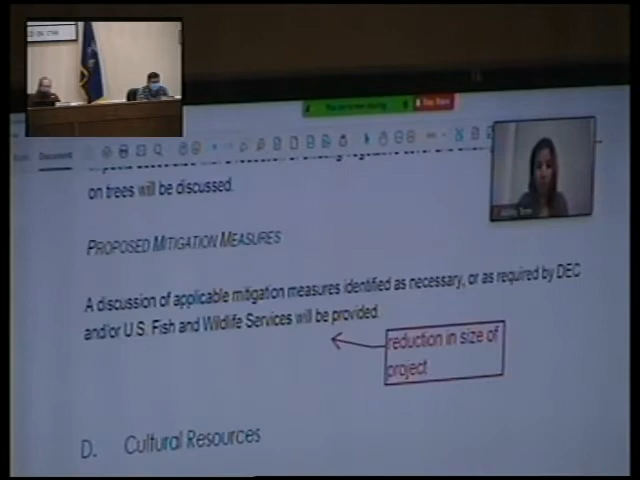 Document
on trees will be discussed.
PROPOSED MITIGATION MEASURES
A discussion of applicable mitigation measures identified as necessary, or as required by DEC
and/or U.S. Fish and Wildlife Services will be provided.
reduction in size of
project
D. Cultural Resources